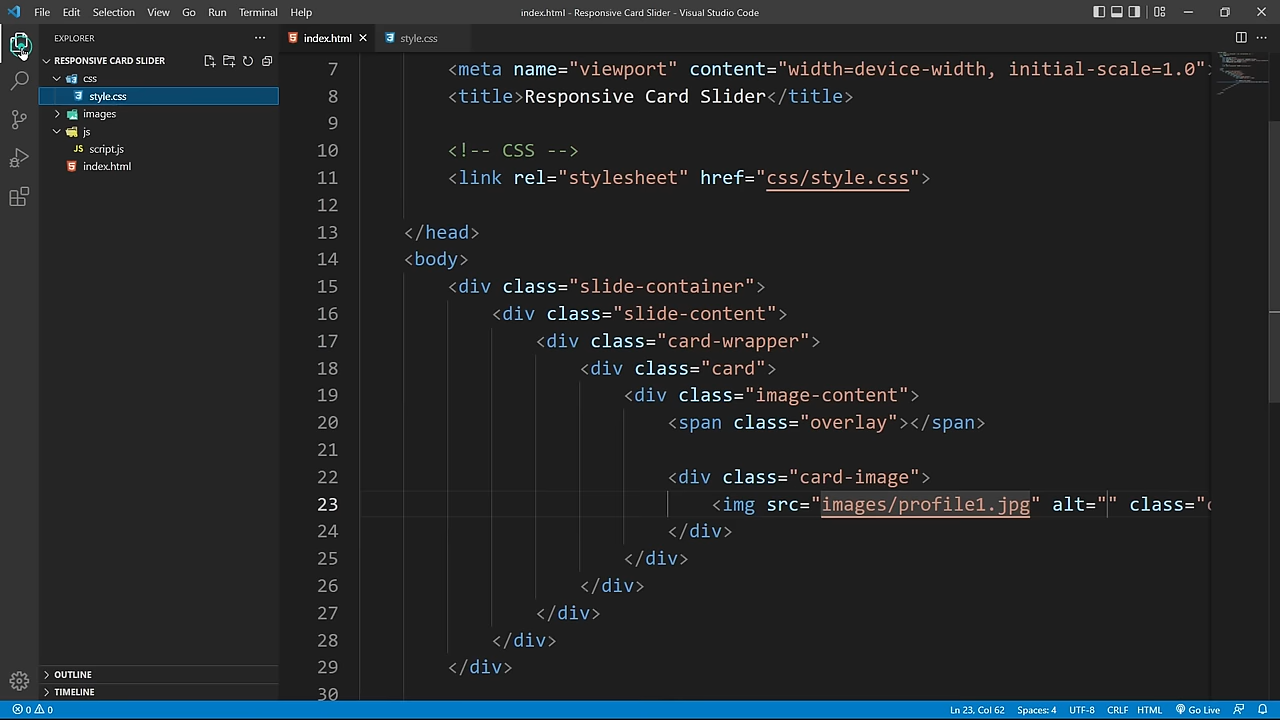 File Edit Selection View Go Run Terminal Help index.html - Responsive Card Slider - Visual Studio Code
EXPLORER
RESPONSIVE CARD SLIDER
css
style.css
images
js
JS script.js
index.html
OUTLINE
TIMELINE
index.html style.css
7 <meta name="viewport" content="width=device-width, initial-scale=1.0">
8 <title>Responsive Card Slider</title>
9
10 <!-- CSS -->
11 <link rel="stylesheet" href="css/style.css">
12
13 </head>
14 <body>
15 <div class="slide-container">
16 <div class="slide-content">
17 <div class="card-wrapper">
18 <div class="card">
19 <div class="image-content">
20 <span class="overlay"></span>
21
22 <div class="card-image">
23 <img src="images/profile1.jpg" alt="" class="c
24 </div>
25 </div>
26 </div>
27 </div>
28 </div>
29 </div>
30
0 0 Ln 23, Col 62 Spaces: 4 UTF-8 CRLF HTML Go Live